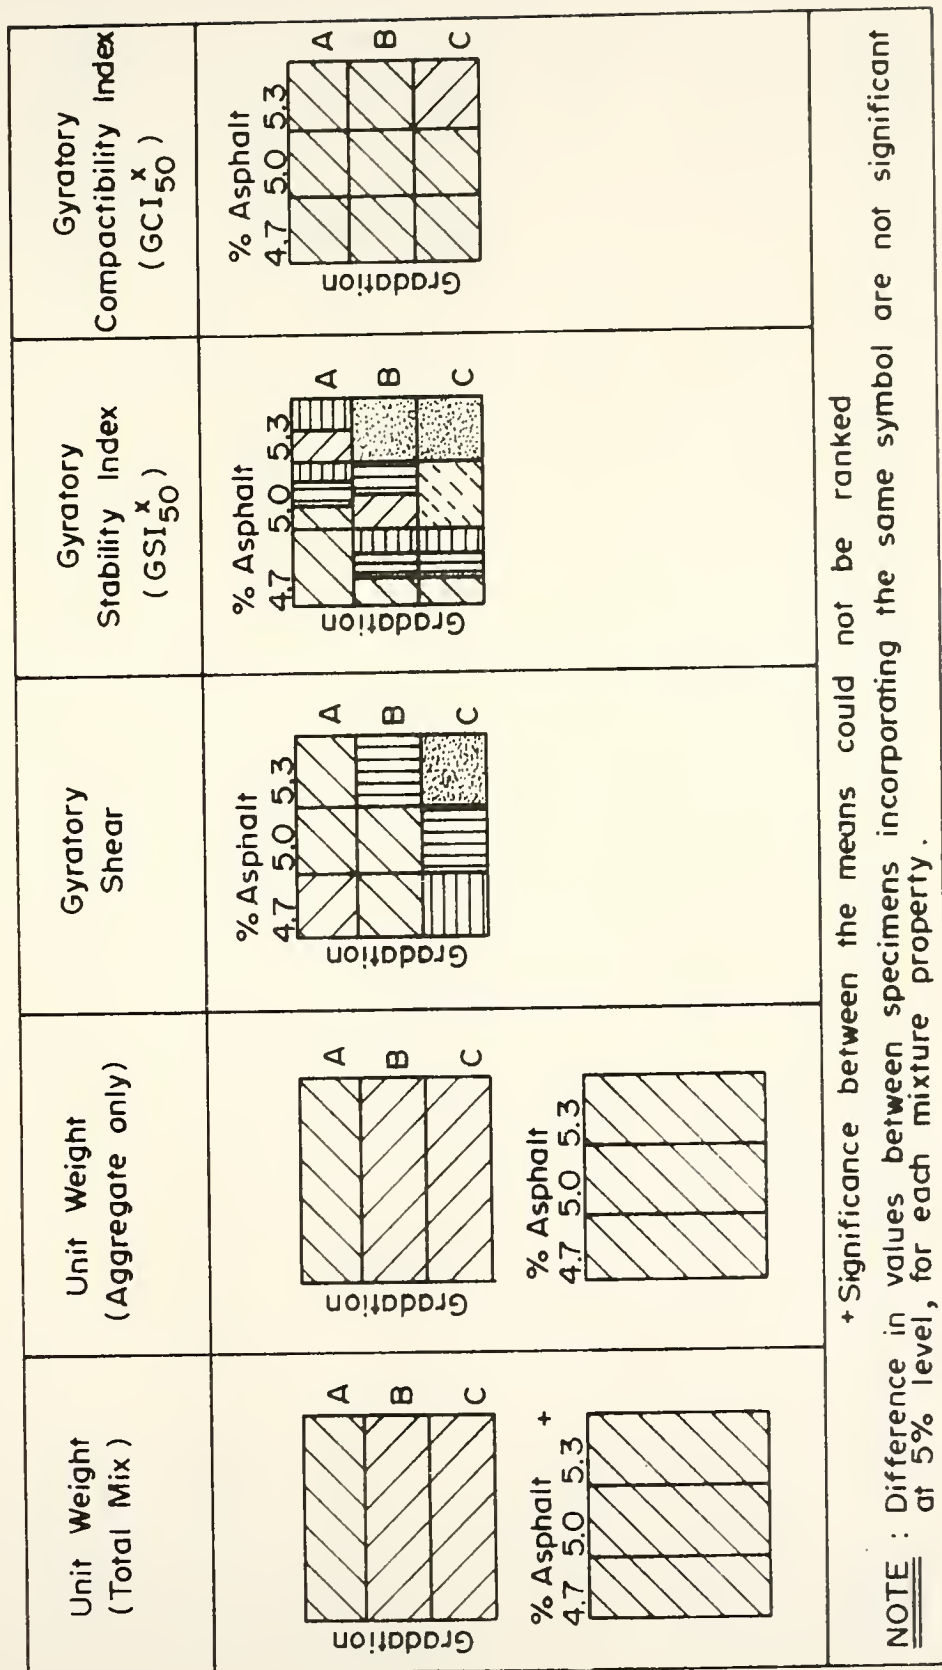 Unit Weight
(Total Mix)
Unit Weight
(Aggregate only)
Gyratory
Shear
Gyratory
Stability Index
(GSI50^x)
Gyratory
Compactibility Index
(GCI50^x)
Gradation
A
B
C
% Asphalt +
4.7 5.0 5.3
Gradation
A
B
C
% Asphalt
4.7 5.0 5.3
% Asphalt
4.7 5.0 5.3
Gradation
A
B
C
% Asphalt
4.7 5.0 5.3
Gradation
A
B
C
% Asphalt
4.7 5.0 5.3
Gradation
A
B
C
+ Significance between the means could not be ranked
NOTE : Difference in values between specimens incorporating the same symbol are not significant
at 5% level, for each mixture property.